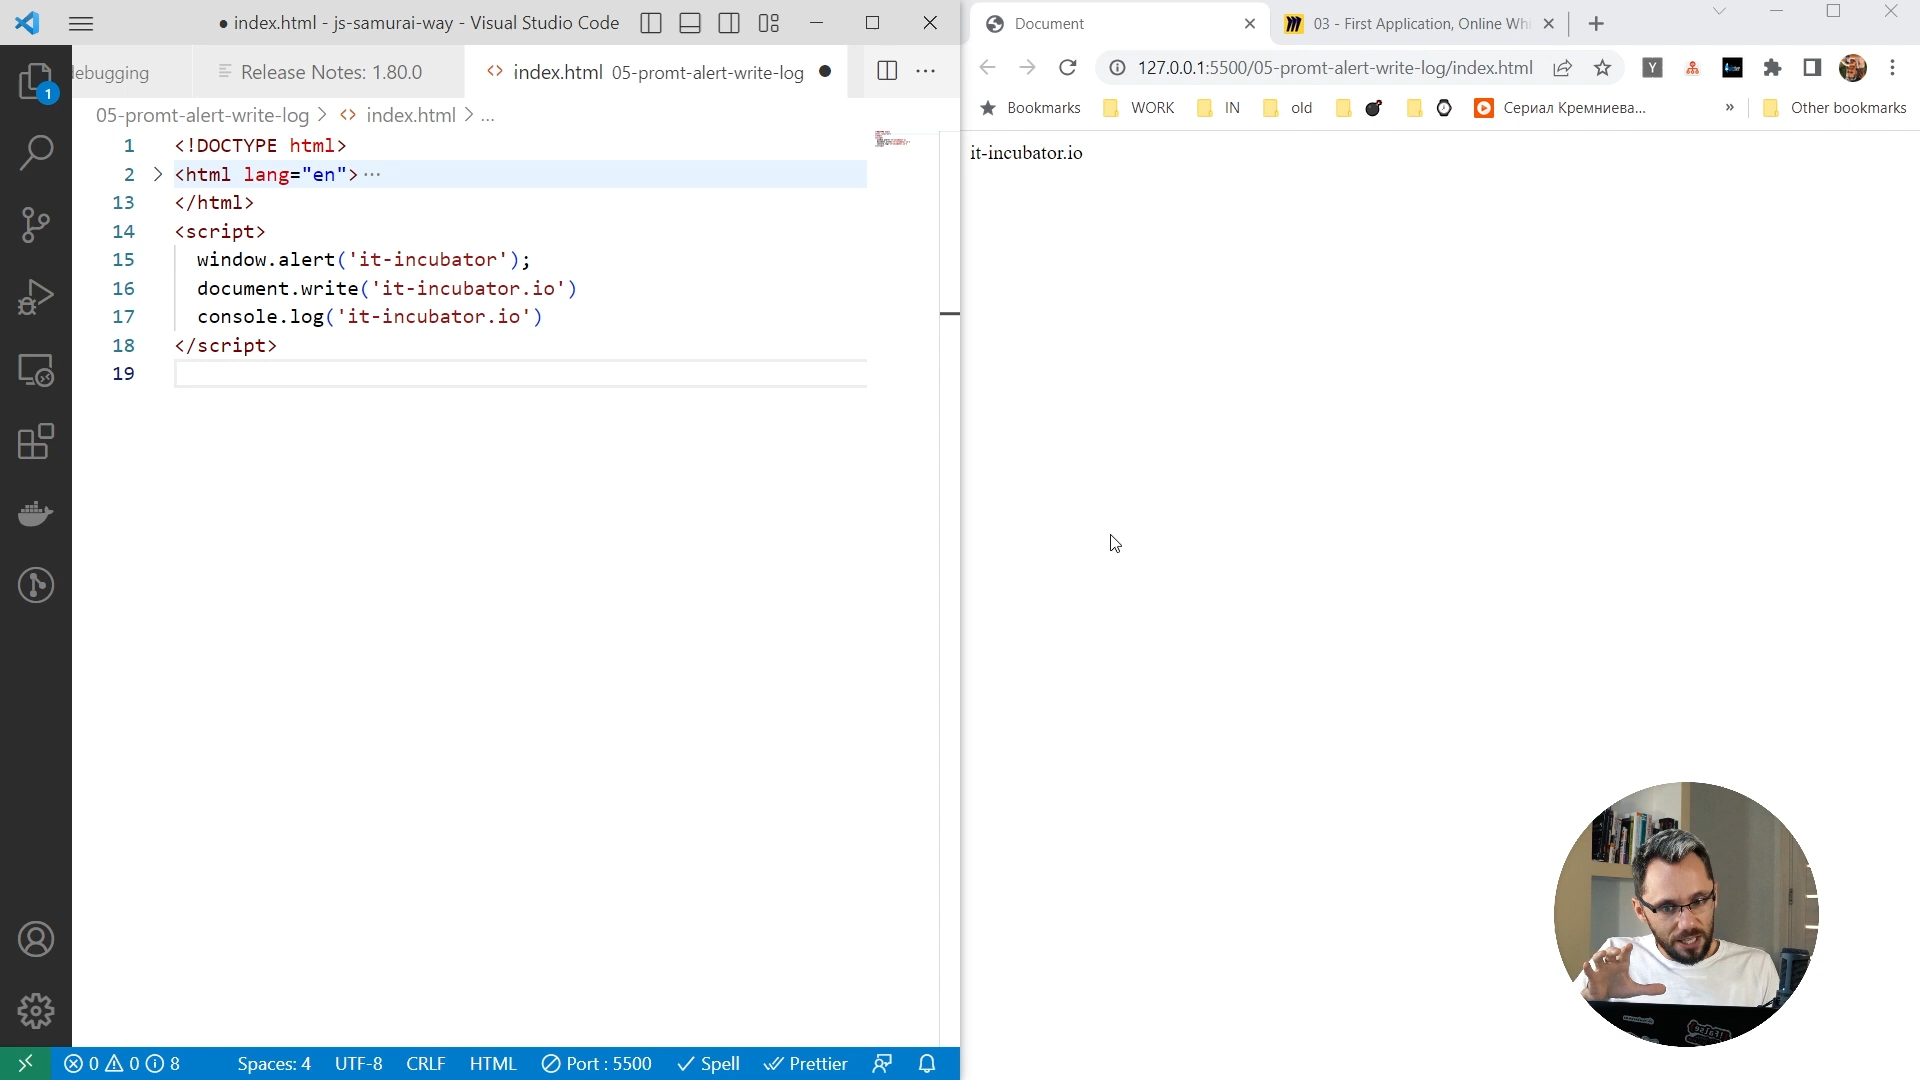 ● index.html - js-samurai-way - Visual Studio Code
ebugging
Release Notes: 1.80.0
<> index.html 05-promt-alert-write-log ●
05-promt-alert-write-log > <> index.html > ...
1 <!DOCTYPE html>
2 > <html lang="en"> ···
13 </html>
14 <script>
15 window.alert('it-incubator');
16 document.write('it-incubator.io')
17 console.log('it-incubator.io')
18 </script>
19
1
0 0 8
Spaces: 4
UTF-8
CRLF
HTML
Port : 5500
Spell
Prettier
Document
03 - First Application, Online Whi
127.0.0.1:5500/05-promt-alert-write-log/index.html
Y
Bookmarks
WORK
IN
old
Сериал Кремниева...
»
Other bookmarks
it-incubator.io